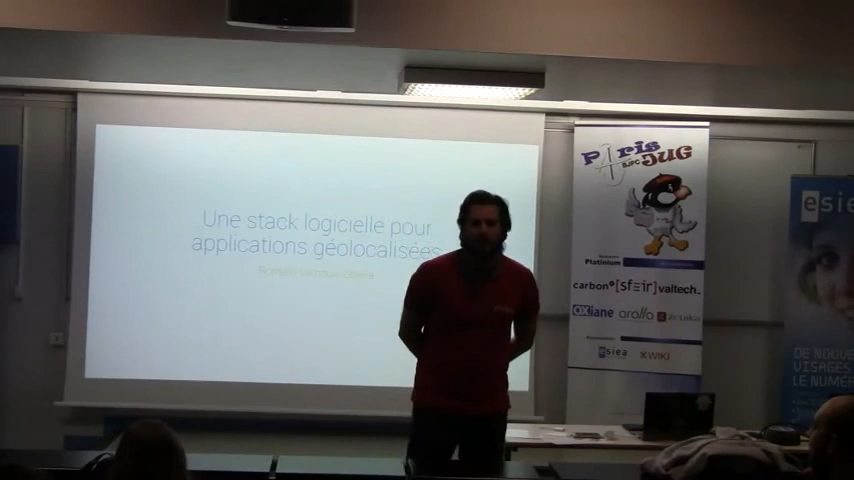 Une stack logicielle pour
applications géolocalisées
Paris
JUG
Platinium
carbon
[sfeir]
valtech_
OXiane
arolla
esiea
XWIKI
esiea
DE NOUVE
VISAGES
LE NUMÉR